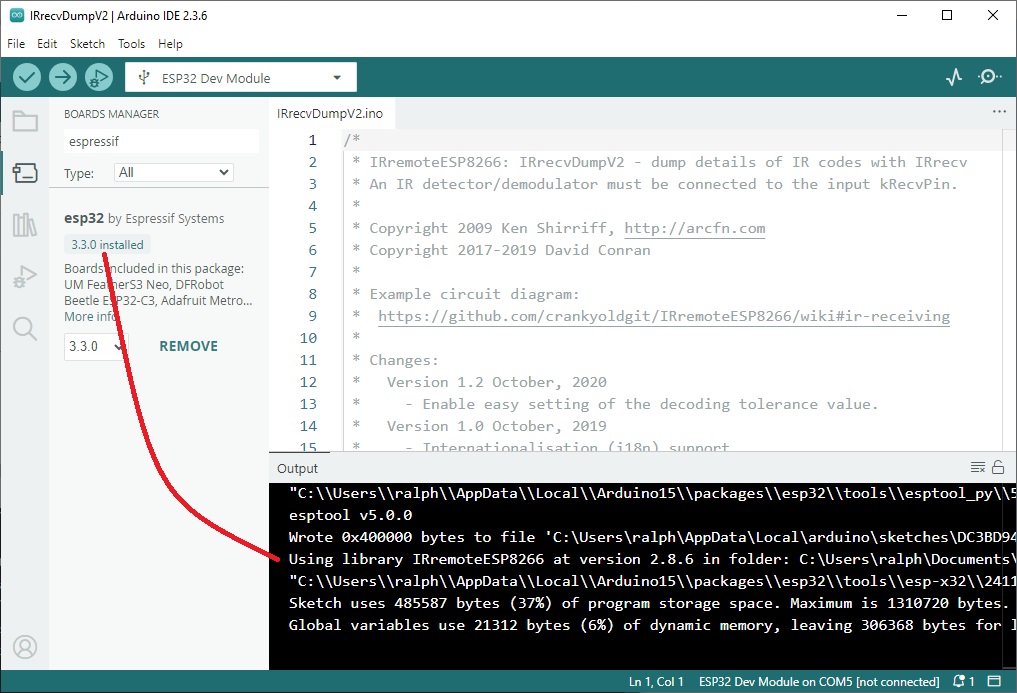 IRrecvDumpV2 | Arduino IDE 2.3.6
File Edit Sketch Tools Help
ESP32 Dev Module
BOARDS MANAGER
espressif
Type: All
esp32 by Espressif Systems
3.3.0 installed
Boards included in this package:
UM FeatherS3 Neo, DFRobot
Beetle ESP32-C3, Adafruit Metro...
More info
3.3.0 REMOVE
IRrecvDumpV2.ino
1 /*
2 * IRremoteESP8266: IRrecvDumpV2 - dump details of IR codes with IRrecv
3 * An IR detector/demodulator must be connected to the input kRecvPin.
4 *
5 * Copyright 2009 Ken Shirriff, http://arcfn.com
6 * Copyright 2017-2019 David Conran
7 *
8 * Example circuit diagram:
9 * https://github.com/crankyoldgit/IRremoteESP8266/wiki#ir-receiving
10 *
11 * Changes:
12 * Version 1.2 October, 2020
13 * - Enable easy setting of the decoding tolerance value.
14 * Version 1.0 October, 2019
15 * - Internationalisation (i18n) support
Output
"C:\\Users\\ralph\\AppData\\Local\\Arduino15\\packages\\esp32\\tools\\esptool_py\\5
esptool v5.0.0
Wrote 0x400000 bytes to file 'C:\Users\ralph\AppData\Local\arduino\sketches\DC3BD94
Using library IRremoteESP8266 at version 2.8.6 in folder: C:\Users\ralph\Documents\
"C:\\Users\\ralph\\AppData\\Local\\Arduino15\\packages\\esp32\\tools\\esp-x32\\2411
Sketch uses 485587 bytes (37%) of program storage space. Maximum is 1310720 bytes.
Global variables use 21312 bytes (6%) of dynamic memory, leaving 306368 bytes for l
Ln 1, Col 1 ESP32 Dev Module on COM5 [not connected] 1